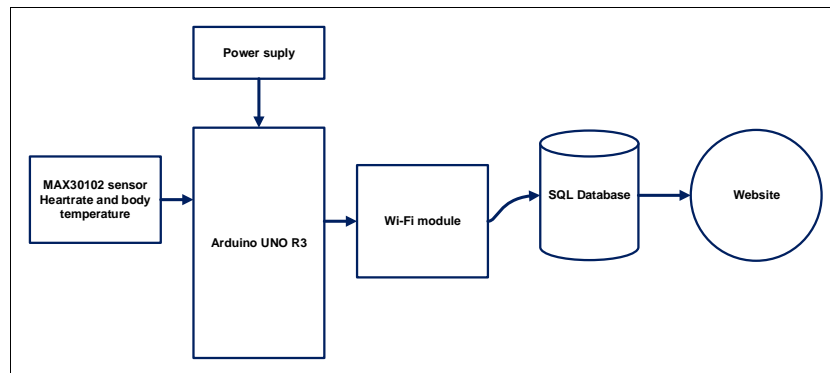 Power suply
MAX30102 sensor
Heartrate and body
temperature
Arduino UNO R3
Wi-Fi module
SQL Database
Website